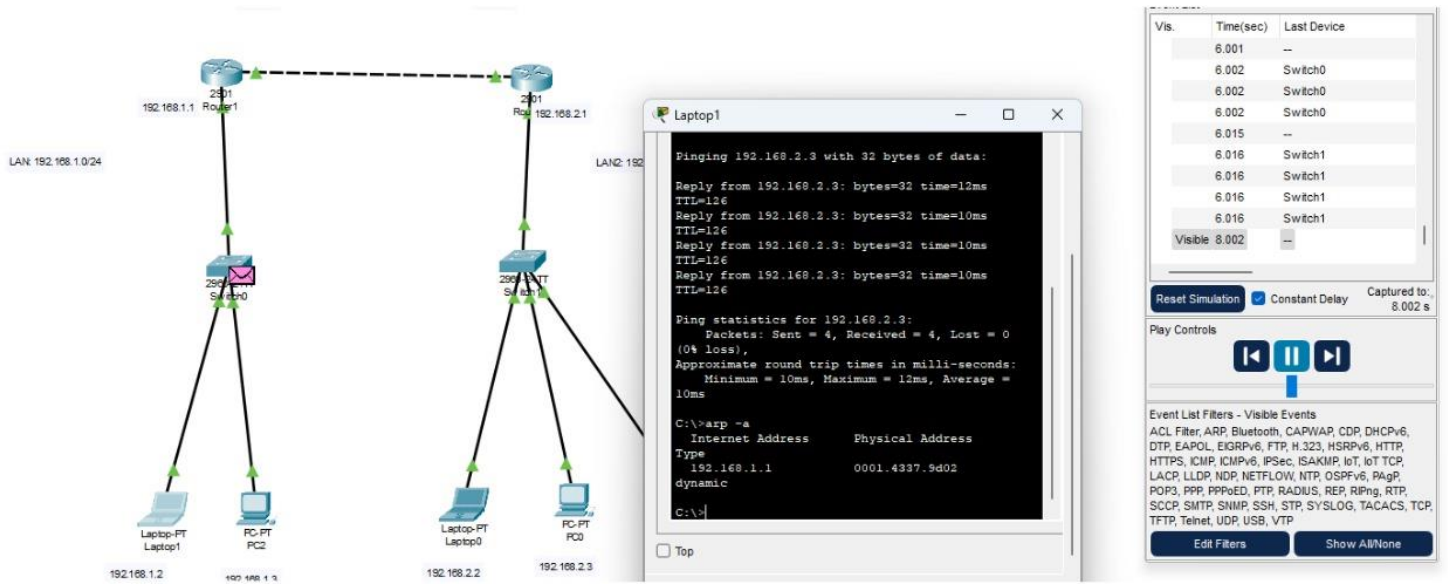 Vis.
Time(sec)
Last Device
6.001
--
6.002
Switch0
6.002
Switch0
6.002
Switch0
6.015
--
6.016
Switch1
6.016
Switch1
6.016
Switch1
6.016
Switch1
Visible
8.002
--
Reset Simulation
Constant Delay
Captured to:
8.002 s
Play Controls
Event List Filters - Visible Events
ACL Filter, ARP, Bluetooth, CAPWAP, CDP, DHCPv6,
DTP, EAPOL, EIGRPv6, FTP, H.323, HSRPv6, HTTP,
HTTPS, ICMP, ICMPv6, IPSec, ISAKMP, IoT, IoT TCP,
LACP, LLDP, NDP, NETFLOW, NTP, OSPFv6, PAgP,
POP3, PPP, PPPoED, PTP, RADIUS, REP, RIPng, RTP,
SCCP, SMTP, SNMP, SSH, STP, SYSLOG, TACACS, TCP,
TFTP, Telnet, UDP, USB, VTP
Edit Filters
Show All/None
Laptop1
Pinging 192.168.2.3 with 32 bytes of data:
Reply from 192.168.2.3: bytes=32 time=12ms
TTL=126
Reply from 192.168.2.3: bytes=32 time=10ms
TTL=126
Reply from 192.168.2.3: bytes=32 time=10ms
TTL=126
Reply from 192.168.2.3: bytes=32 time=10ms
TTL=126
Ping statistics for 192.168.2.3:
Packets: Sent = 4, Received = 4, Lost = 0
(0% loss),
Approximate round trip times in milli-seconds:
Minimum = 10ms, Maximum = 12ms, Average =
10ms
C:\>arp -a
Internet Address Physical Address
Type
192.168.1.1 0001.4337.9d02
dynamic
C:\>
Top
192.168.1.1
Router1
192.168.2.1
LAN: 192.168.1.0/24
LAN2: 192
Switch0
Laptop-PT
Laptop1
PC-PT
PC2
Laptop-PT
Laptop0
PC-PT
PC0
192.168.1.2
192.168.1.3
192.168.2.2
192.168.2.3